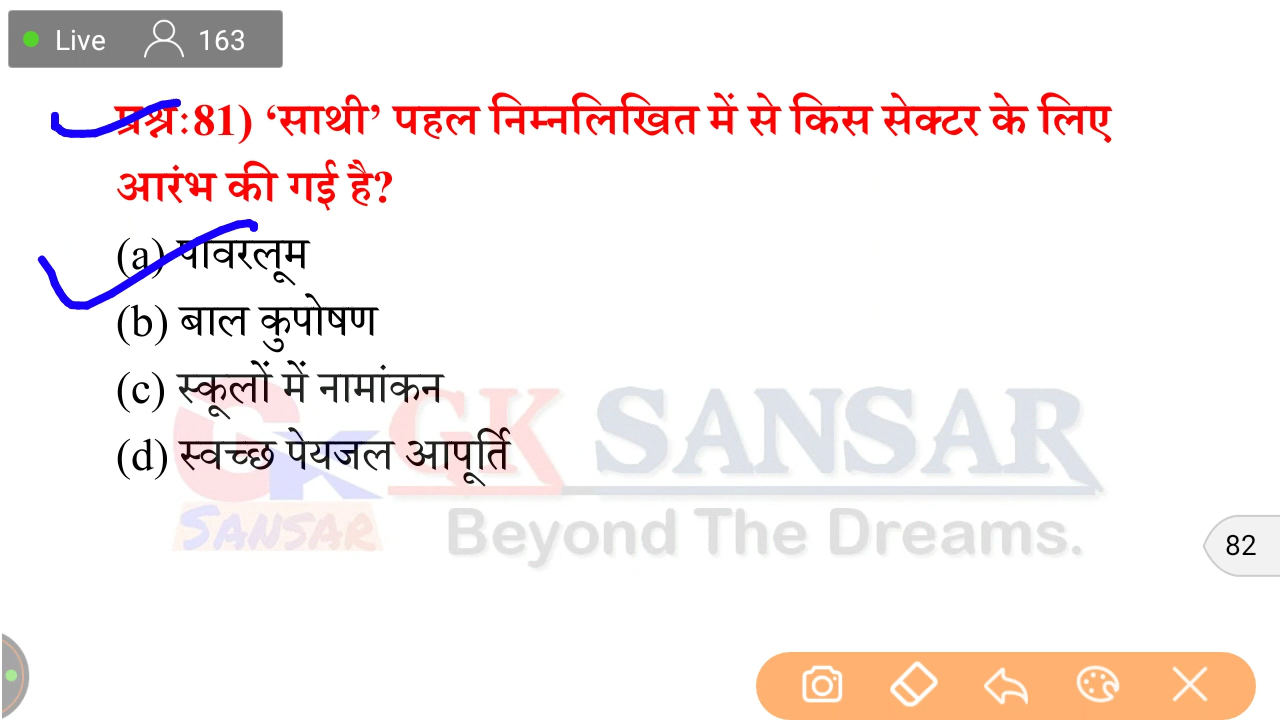 Live 163
प्रश्न:81) ‘साथी’ पहल निम्नलिखित में से किस सेक्टर के लिए
आरंभ की गई है?
(a) पावरलूम
(b) बाल कुपोषण
(c) स्कूलों में नामांकन
(d) स्वच्छ पेयजल आपूर्ति
GK SANSAR
SANSAR
Beyond The Dreams.
82